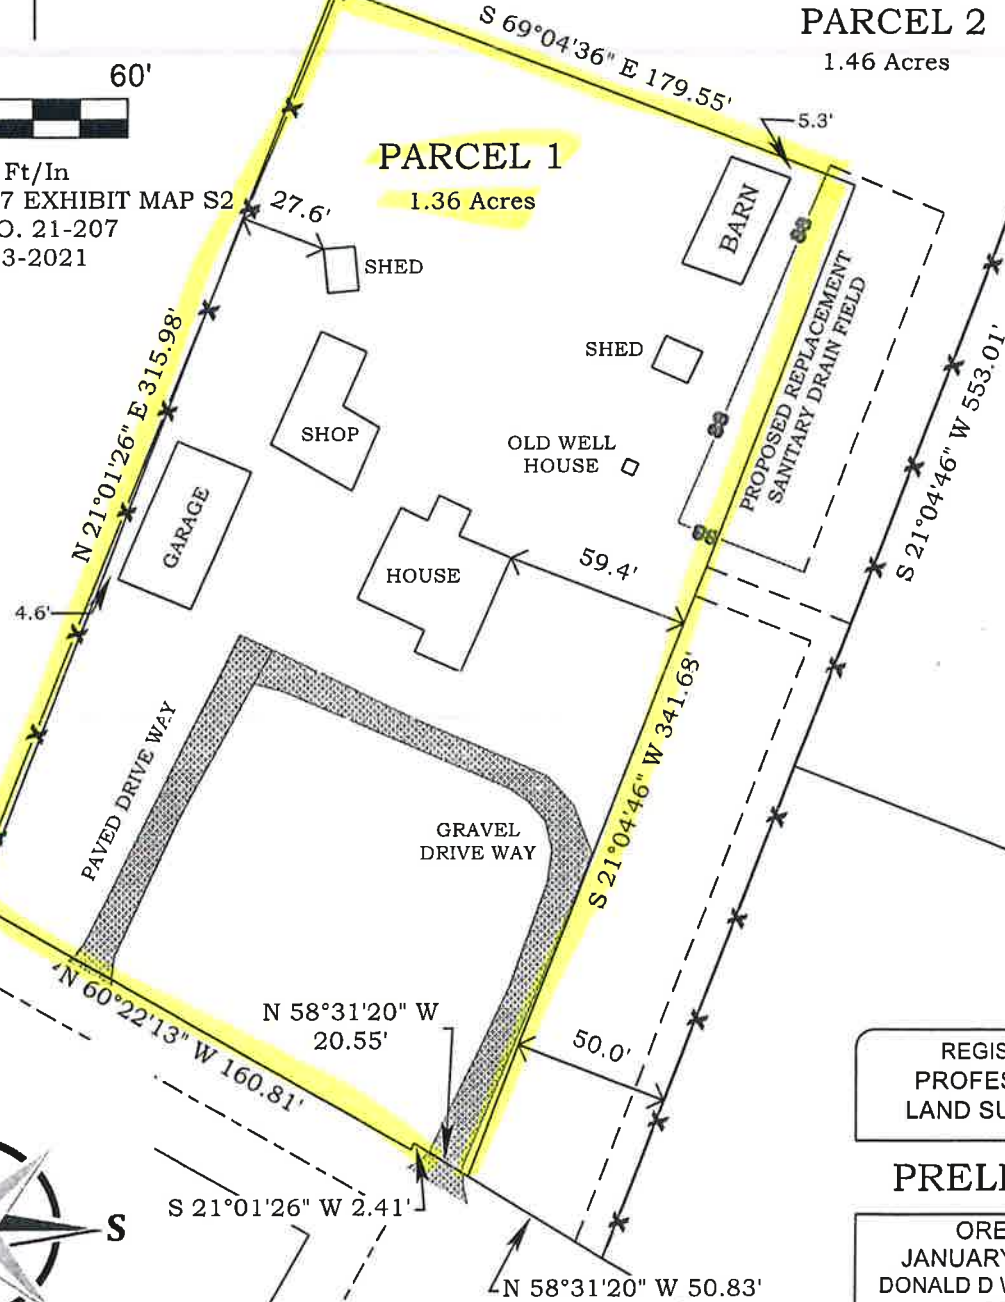 S 69°04'36" E 179.55'
PARCEL 2
1.46 Acres
60'
Ft/In
7 EXHIBIT MAP S2
O. 21-207
3-2021
PARCEL 1
1.36 Acres
5.3'
27.6'
SHED
BARN
N 21°01'26" E 315.98'
SHED
PROPOSED REPLACEMENT
SANITARY DRAIN FIELD
S 21°04'46" W 553.01'
SHOP
OLD WELL
HOUSE
GARAGE
HOUSE
59.4'
4.6'
PAVED DRIVE WAY
S 21°04'46" W 341.68'
GRAVEL
DRIVE WAY
N 60°22'13" W 160.81'
N 58°31'20" W
20.55'
50.0'
REGIS
PROFES
LAND SU
PRELI
S 21°01'26" W 2.41'
S
ORE
JANUARY
DONALD D W
N 58°31'20" W 50.83'